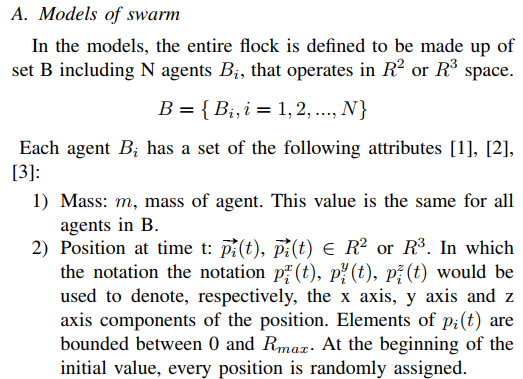 A. Models of swarm
In the models, the entire flock is defined to be made up of
set B including N agents $B_i$, that operates in $R^2$ or $R^3$ space.
$B = \{ B_i, i = 1, 2, ..., N\}$
Each agent $B_i$ has a set of the following attributes [1], [2],
[3]:
1) Mass: $m$, mass of agent. This value is the same for all
agents in B.
2) Position at time t: $\overrightarrow{p_i}(t)$, $\overrightarrow{p_i}(t) \in R^2$ or $R^3$. In which
the notation the notation $p_i^x(t)$, $p_i^y(t)$, $p_i^z(t)$ would be
used to denote, respectively, the x axis, y axis and z
axis components of the position. Elements of $p_i(t)$ are
bounded between 0 and $R_{max}$. At the beginning of the
initial value, every position is randomly assigned.